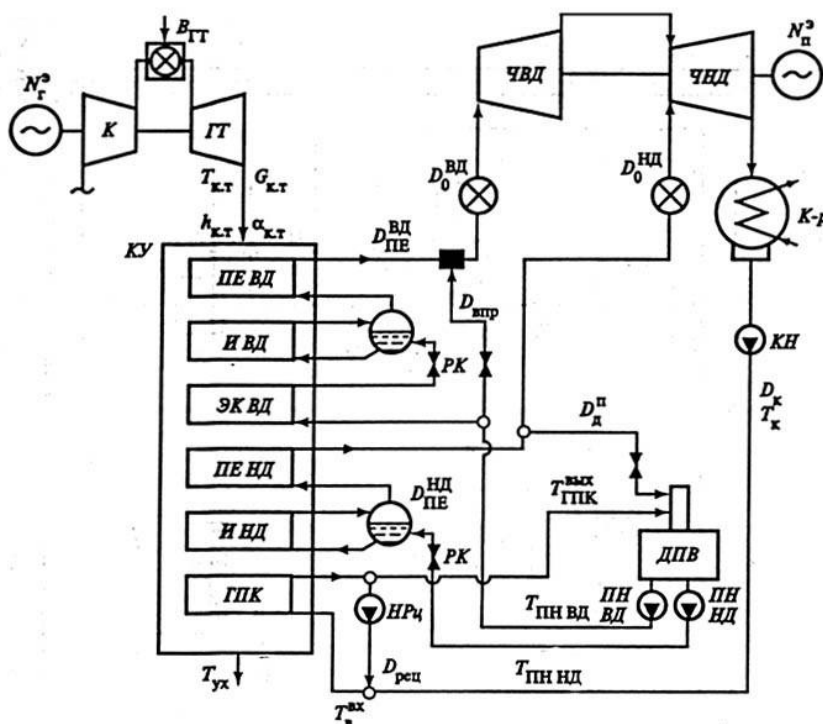 B_ГТ
N_г^э
К
ГТ
T_к.т
G_к.т
h_к.т
α_к.т
КУ
ПЕ ВД
И ВД
ЭК ВД
ПЕ НД
И НД
ГПК
T_ух
D_ПЕ^ВД
D_впр
РК
D_ПЕ^НД
РК
НРц
D_рец
ЧВД
ЧНД
N_п^э
D_0^ВД
D_0^НД
К-р
КН
D_к
T_к
D_д^п
T_ГПК^вых
ДПВ
ПН
ВД
ПН
НД
T_ПН ВД
T_ПН НД